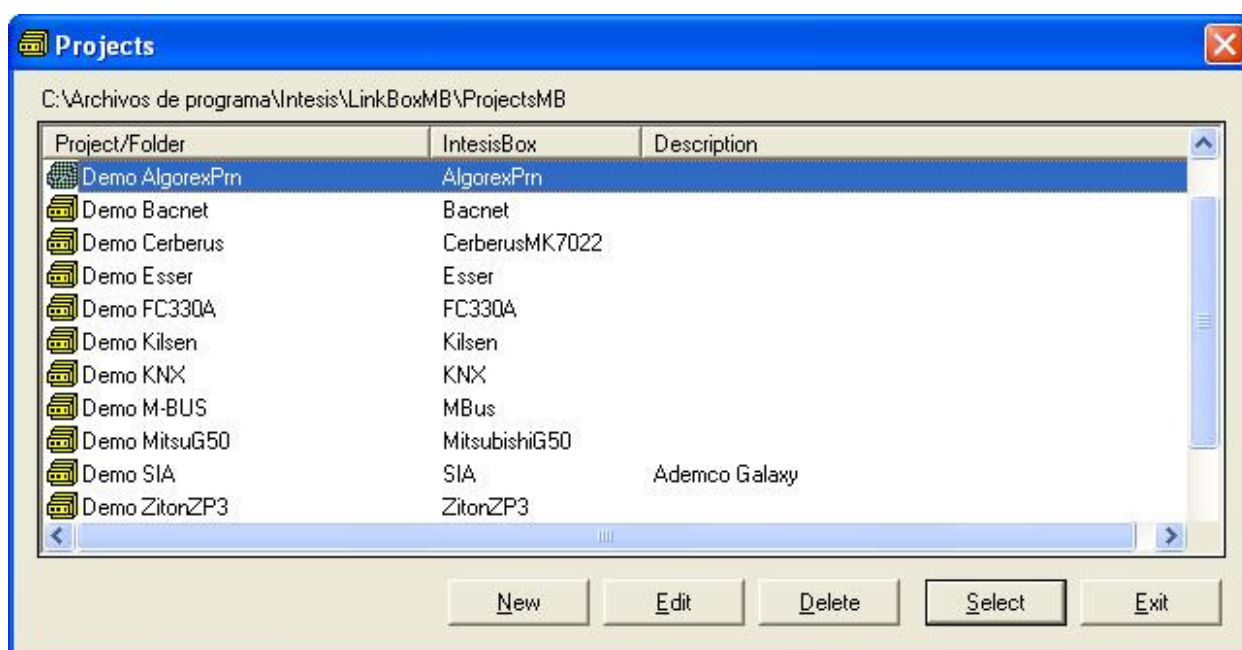 Projects
C:\Archivos de programa\Intesis\LinkBoxMB\ProjectsMB
Project/Folder IntesisBox Description
Demo AlgorexPrn AlgorexPrn
Demo Bacnet Bacnet
Demo Cerberus CerberusMK7022
Demo Esser Esser
Demo FC330A FC330A
Demo Kilsen Kilsen
Demo KNX KNX
Demo M-BUS MBus
Demo MitsuG50 MitsubishiG50
Demo SIA SIA Ademco Galaxy
Demo ZitonZP3 ZitonZP3
New Edit Delete Select Exit